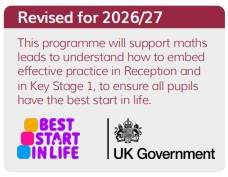 Revised for 2026/27
This programme will support maths
leads to understand how to embed
effective practice in Reception and
in Key Stage 1, to ensure all pupils
have the best start in life.
BEST
START
IN LIFE
UK Government